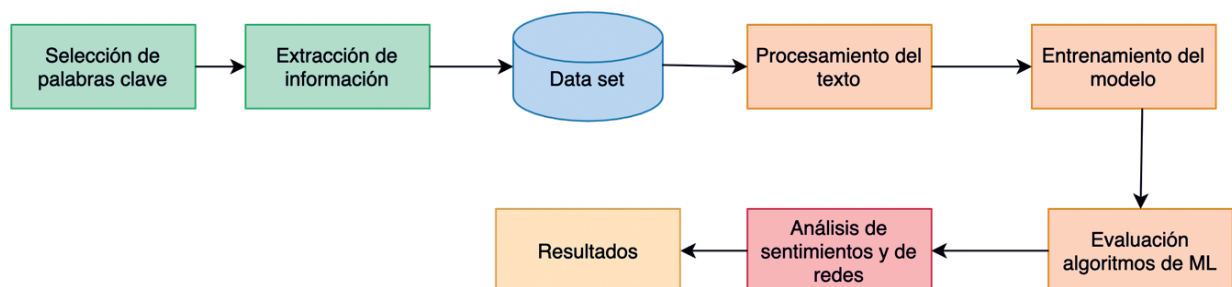 Selección de
palabras clave
Extracción de
información
Data set
Procesamiento del
texto
Entrenamiento del
modelo
Evaluación
algoritmos de ML
Análisis de
sentimientos y de
redes
Resultados